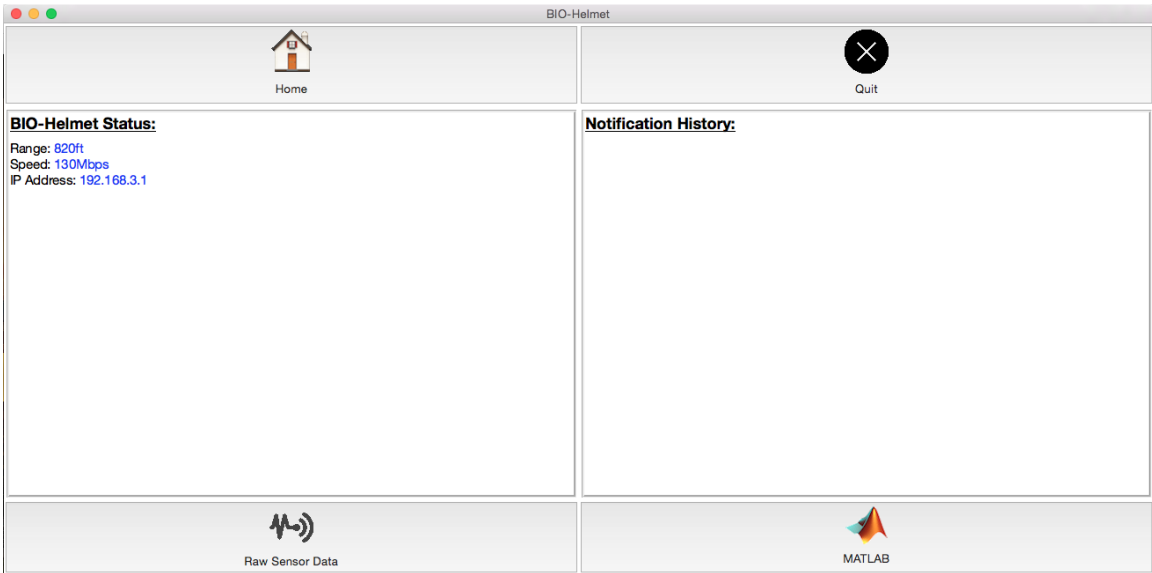 BIO-Helmet
Home
Quit
BIO-Helmet Status:
Range: 820ft
Speed: 130Mbps
IP Address: 192.168.3.1
Notification History:
Raw Sensor Data
MATLAB